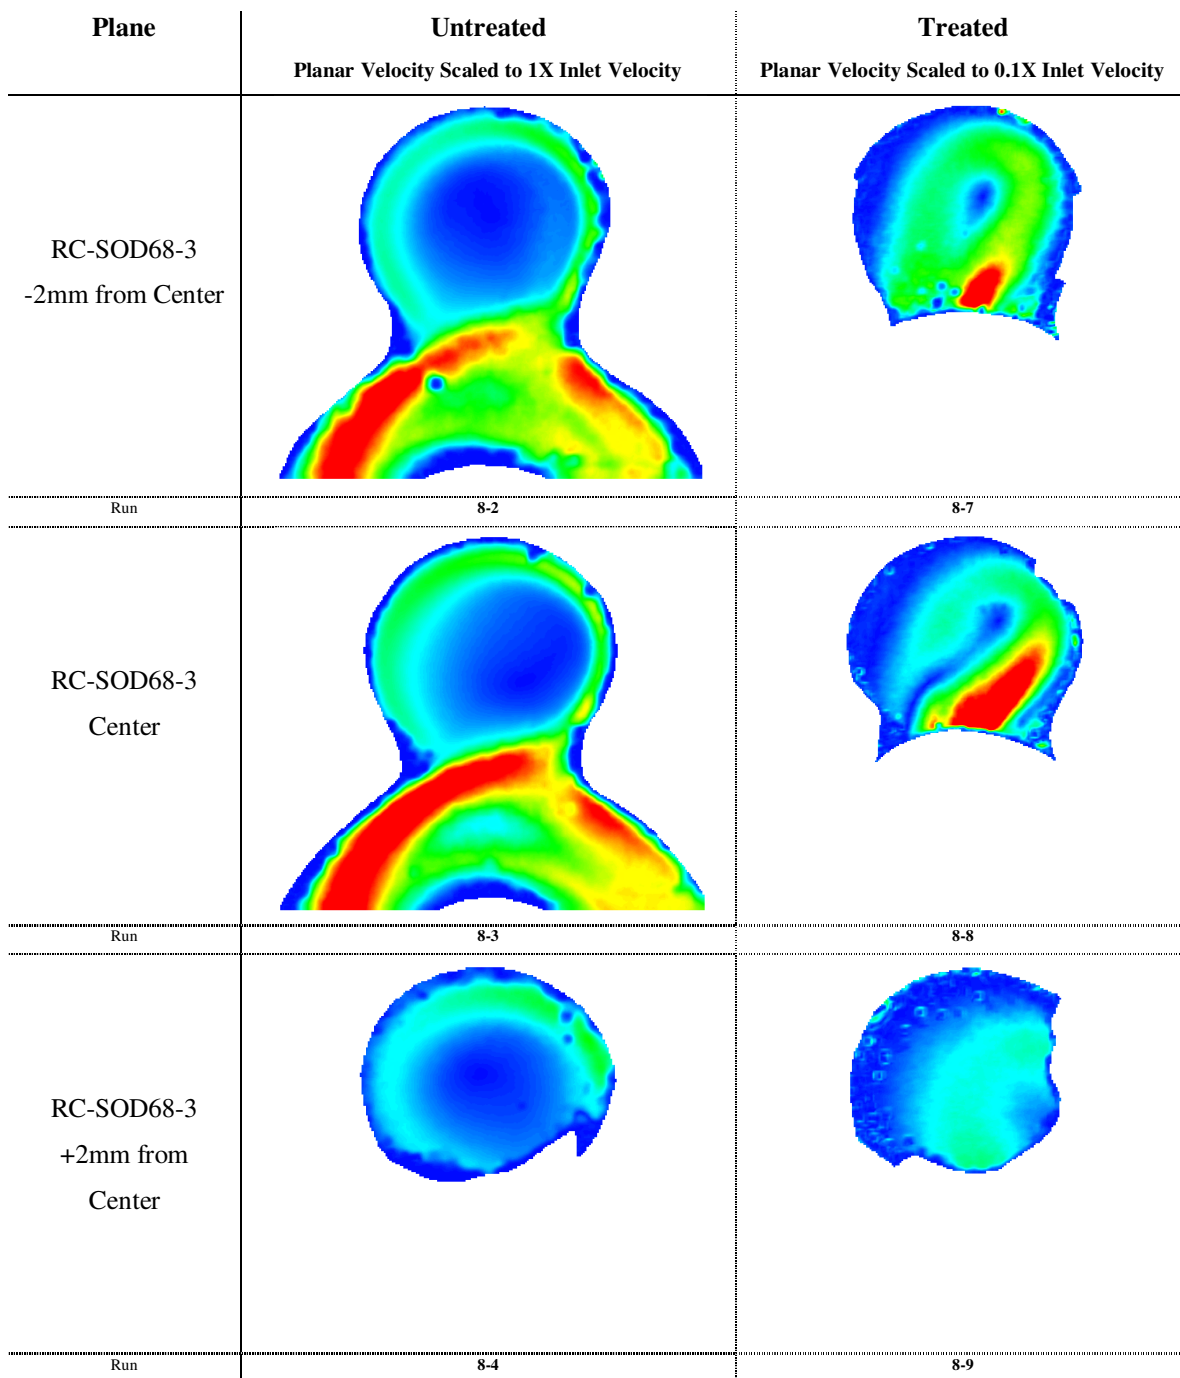 Plane
Untreated
Treated
Planar Velocity Scaled to 1X Inlet Velocity
Planar Velocity Scaled to 0.1X Inlet Velocity
RC-SOD68-3
-2mm from Center
Run
8-2
8-7
RC-SOD68-3
Center
Run
8-3
8-8
RC-SOD68-3
+2mm from
Center
Run
8-4
8-9